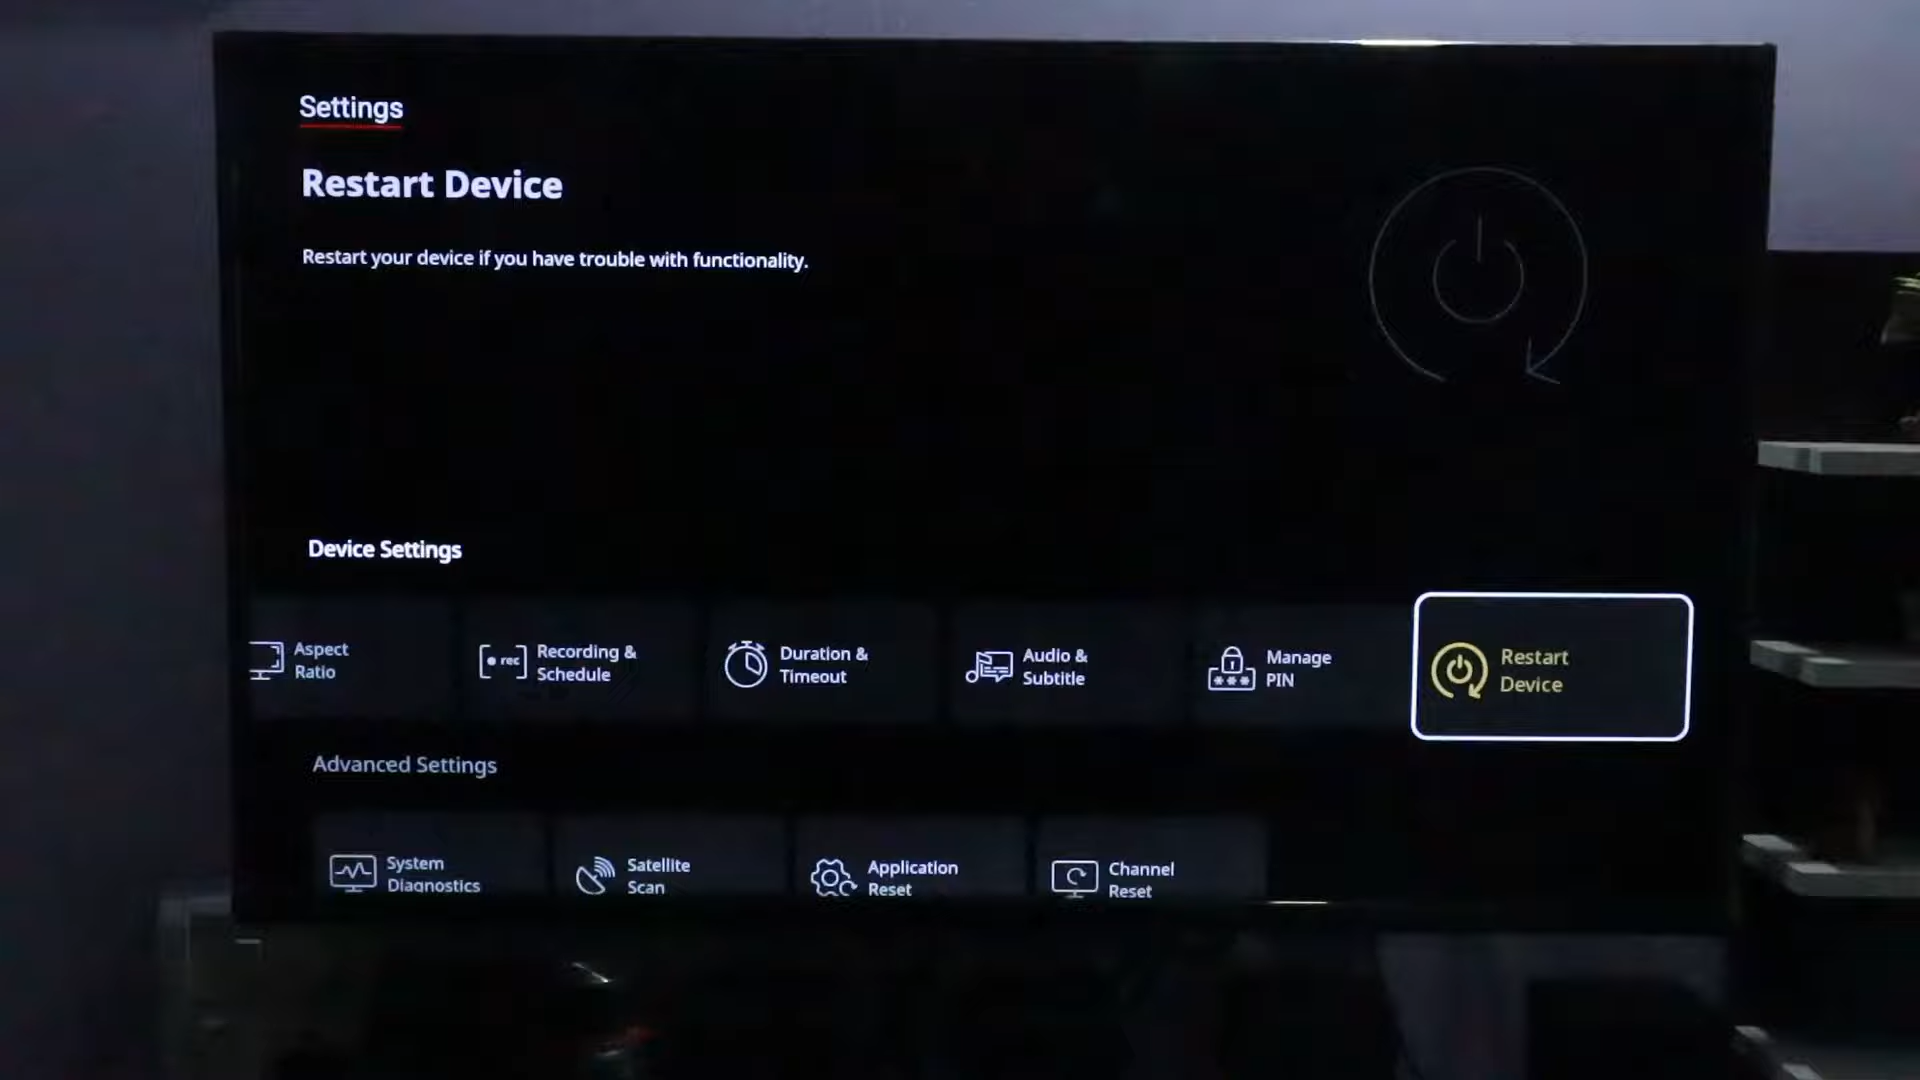 Settings
Restart Device
Restart your device if you have trouble with functionality.
Device Settings
Aspect
Ratio
rec
Recording &
Schedule
Duration &
Timeout
Audio &
Subtitle
***
Manage
PIN
Restart
Device
Advanced Settings
System
Diagnostics
Satellite
Scan
Application
Reset
Channel
Reset